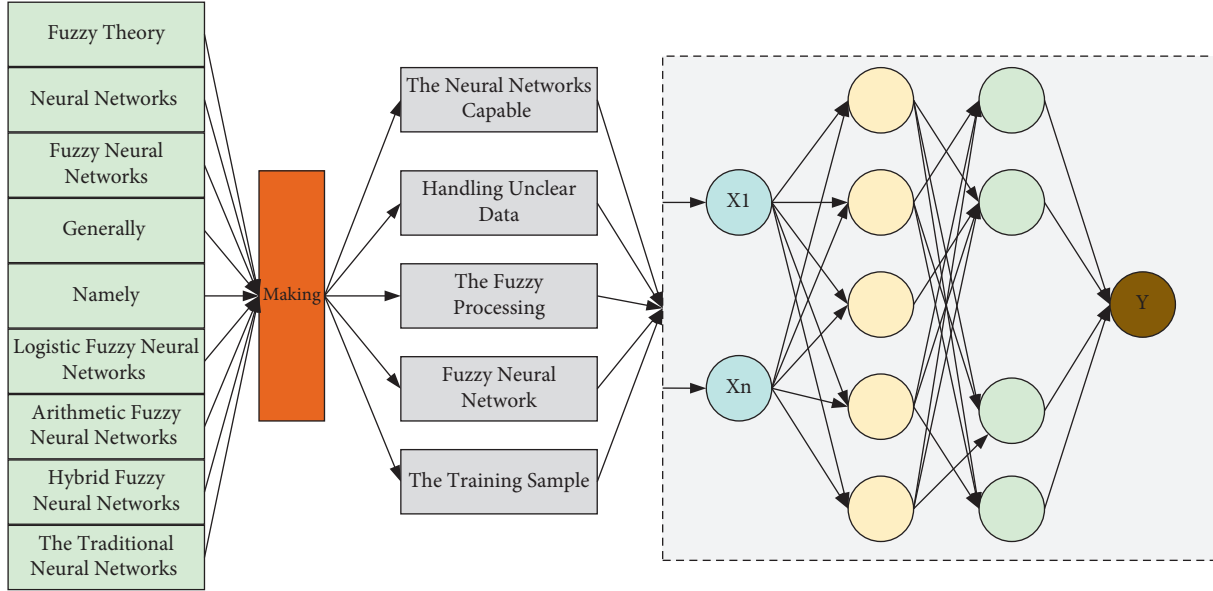 Fuzzy Theory
Neural Networks
Fuzzy Neural
Networks
Generally
Namely
Logistic Fuzzy Neural
Networks
Arithmetic Fuzzy
Neural Networks
Hybrid Fuzzy
Neural Networks
The Traditional
Neural Networks
Making
The Neural Networks
Capable
Handling Unclear
Data
The Fuzzy
Processing
Fuzzy Neural
Network
The Training Sample
X1
Xn
Y